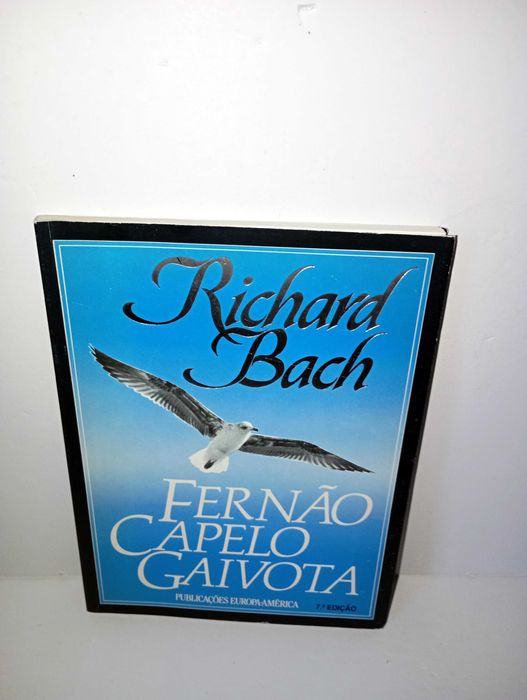 Richard
Bach
FERNÃO
CAPELO
GAIVOTA
PUBLICAÇÕES EUROPA-AMÉRICA
7.ª EDIÇÃO